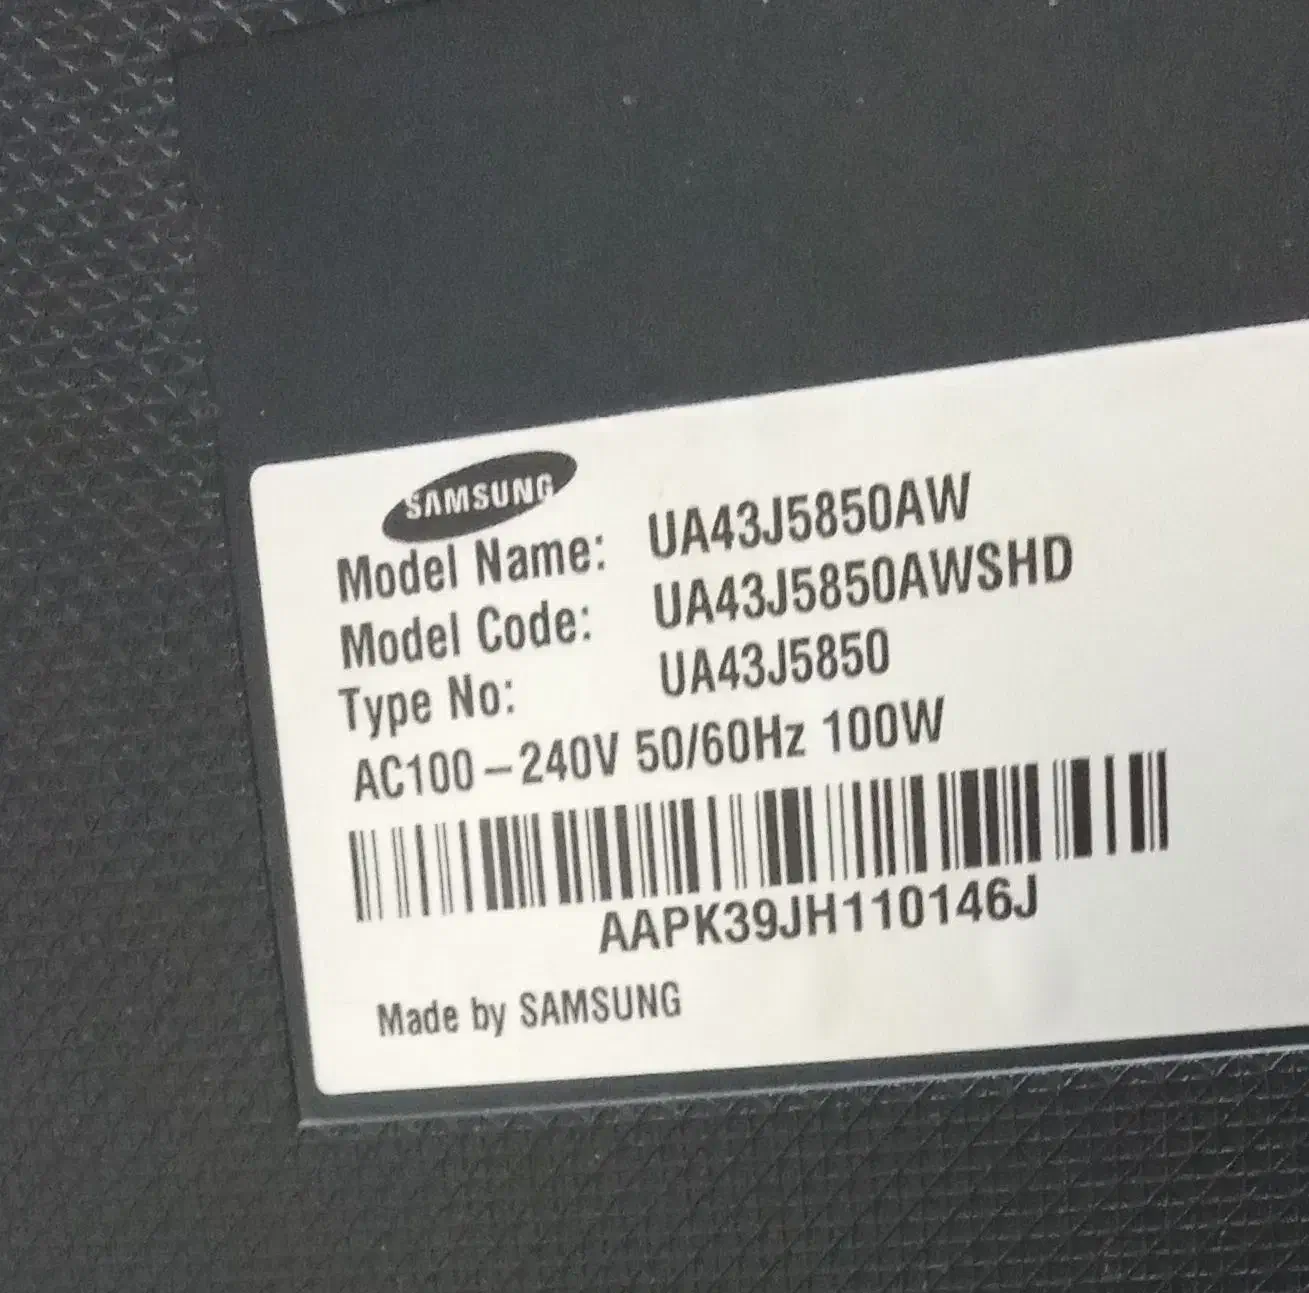 SAMSUNG
Model Name: UA43J5850AW
Model Code: UA43J5850AWSHD
Type No: UA43J5850
AC100-240V 50/60Hz 100W
AAPK39JH110146J
Made by SAMSUNG